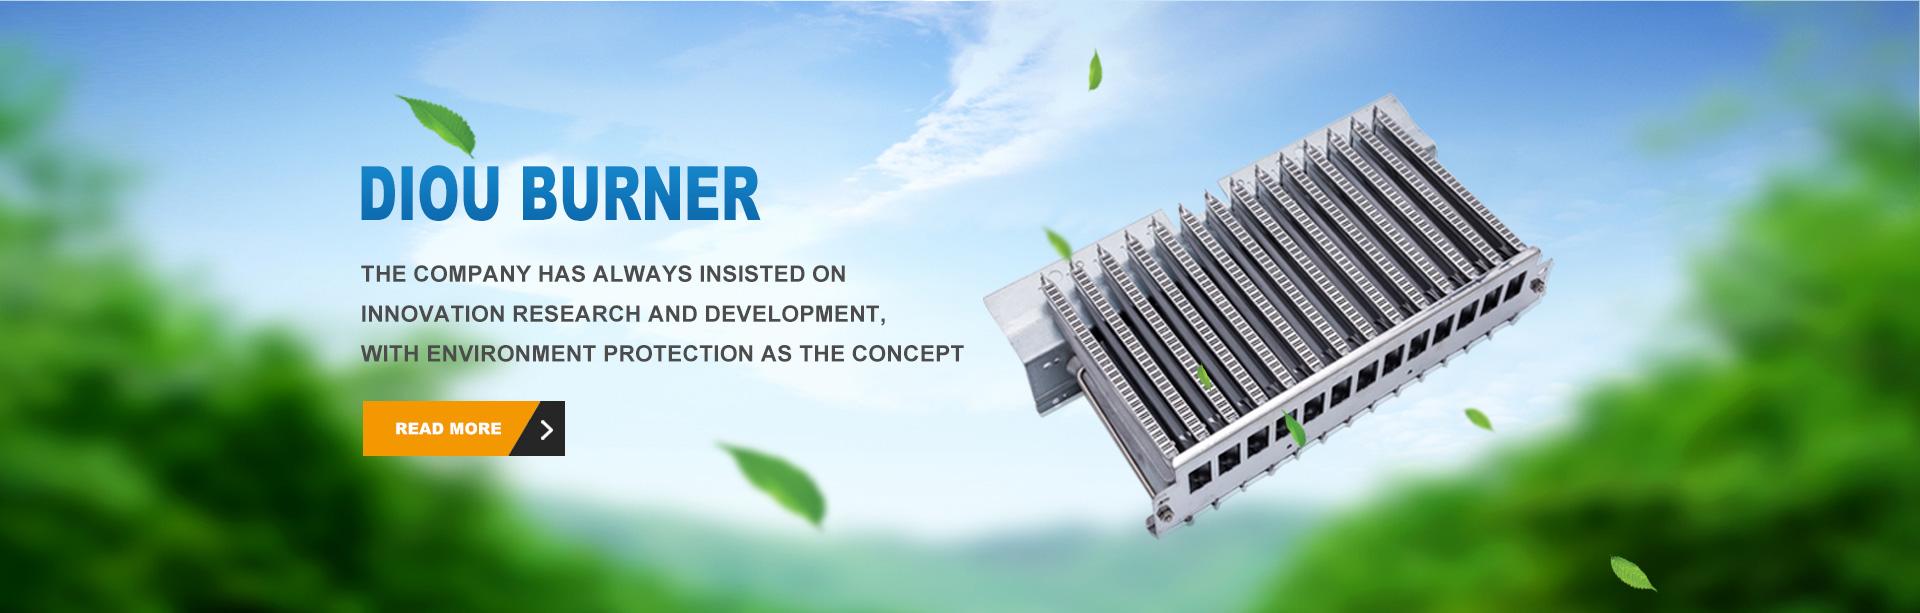 DIOU BURNER
THE COMPANY HAS ALWAYS INSISTED ON
INNOVATION RESEARCH AND DEVELOPMENT,
WITH ENVIRONMENT PROTECTION AS THE CONCEPT
READ MORE